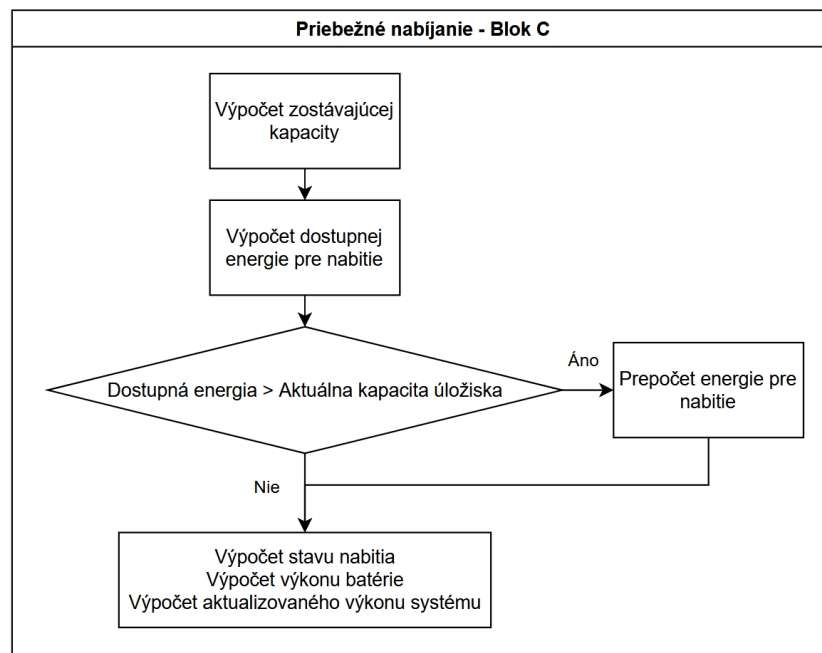 Priebežné nabíjanie - Blok C
Výpočet zostávajúcej
kapacity
Výpočet dostupnej
energie pre nabitie
Dostupná energia > Aktuálna kapacita úložiska
Áno
Prepočet energie pre
nabitie
Nie
Výpočet stavu nabitia
Výpočet výkonu batérie
Výpočet aktualizovaného výkonu systému